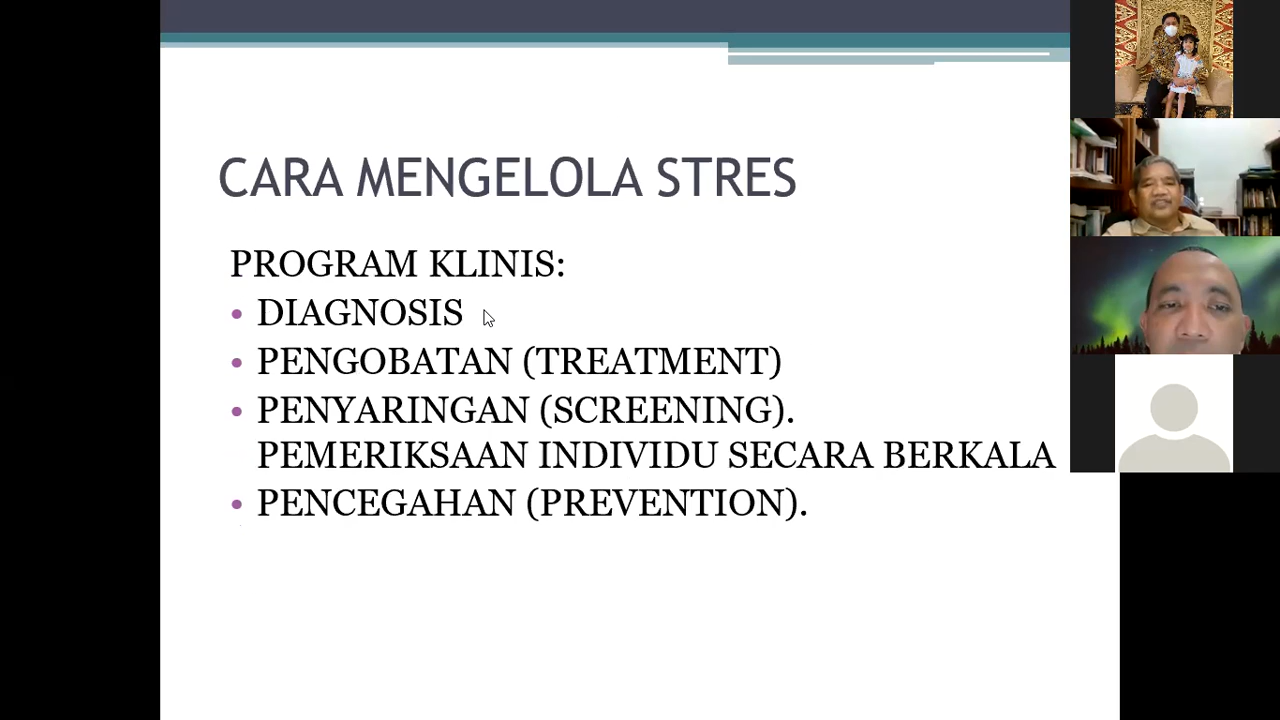 CARA MENGELOLA STRES
PROGRAM KLINIS:
• DIAGNOSIS
• PENGOBATAN (TREATMENT)
• PENYARINGAN (SCREENING).
PEMERIKSAAN INDIVIDU SECARA BERKALA
• PENCEGAHAN (PREVENTION).